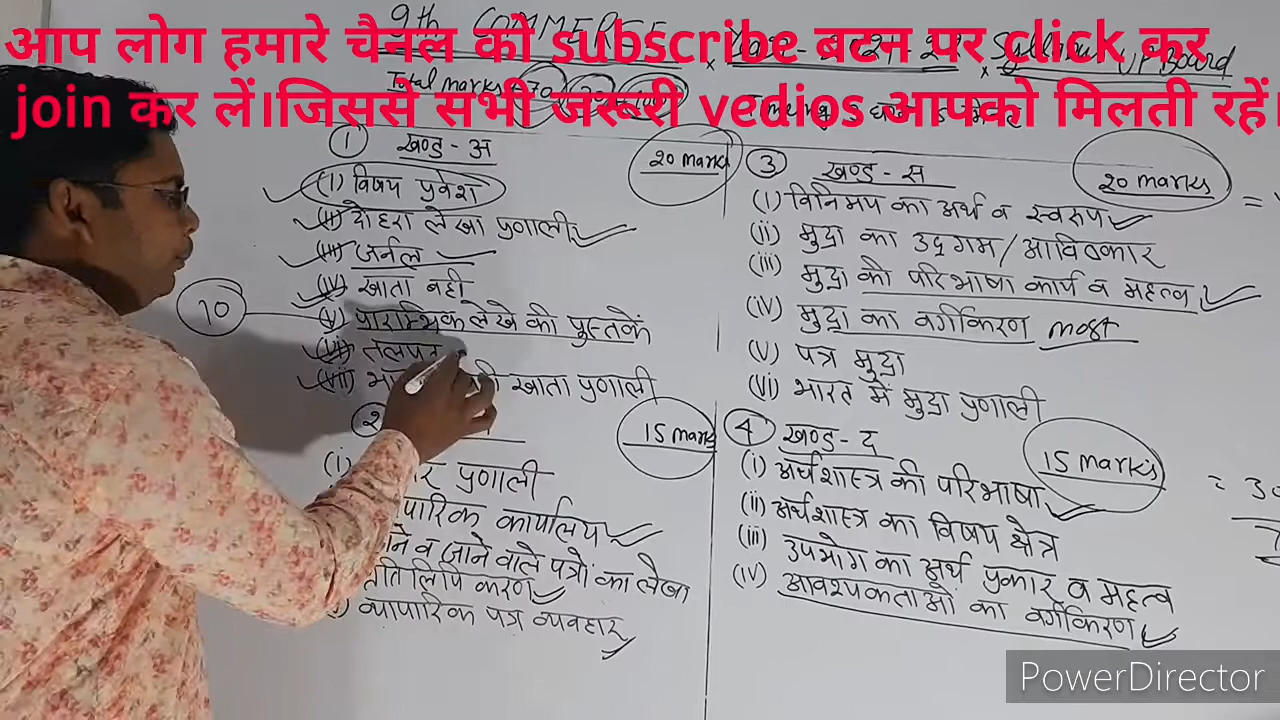 9th COMMERCE
आप लोग हमारे चैनल को subscribe बटन पर click कर
join कर लें।जिससे सभी जरूरी vedios आपको मिलती रहें।
Total marks
① खण्ड - अ
20 marks
(I) विषय प्रवेश
(II) दोहरा लेखा प्रणाली
(III) जर्नल
(IV) खाता बही
10
(V) प्रारम्भिक लेखे की पुस्तकें
(VI) तलपट
(VII) खाता प्रणाली
15 marks
(i) प्रणाली
कार्यालय
व जाने वाले पत्रों का लेखा
लिपि करण
व्यापारिक पत्र व्यवहार
③ खण्ड - स
20 marks
(i) विनिमय का अर्थ व स्वरूप
(ii) मुद्रा का उद्गम/आविष्कार
(iii) मुद्रा की परिभाषा कार्य व महत्व
(iv) मुद्रा का वर्गीकरण most
(v) पत्र मुद्रा
(vi) भारत में मुद्रा प्रणाली
④ खण्ड - द
15 marks
(i) अर्थशास्त्र की परिभाषा
(ii) अर्थशास्त्र का विषय क्षेत्र
(iii) उपभोग का अर्थ प्रकार व महत्व
(iv) आवश्यकताओं का वर्गीकरण
PowerDirector